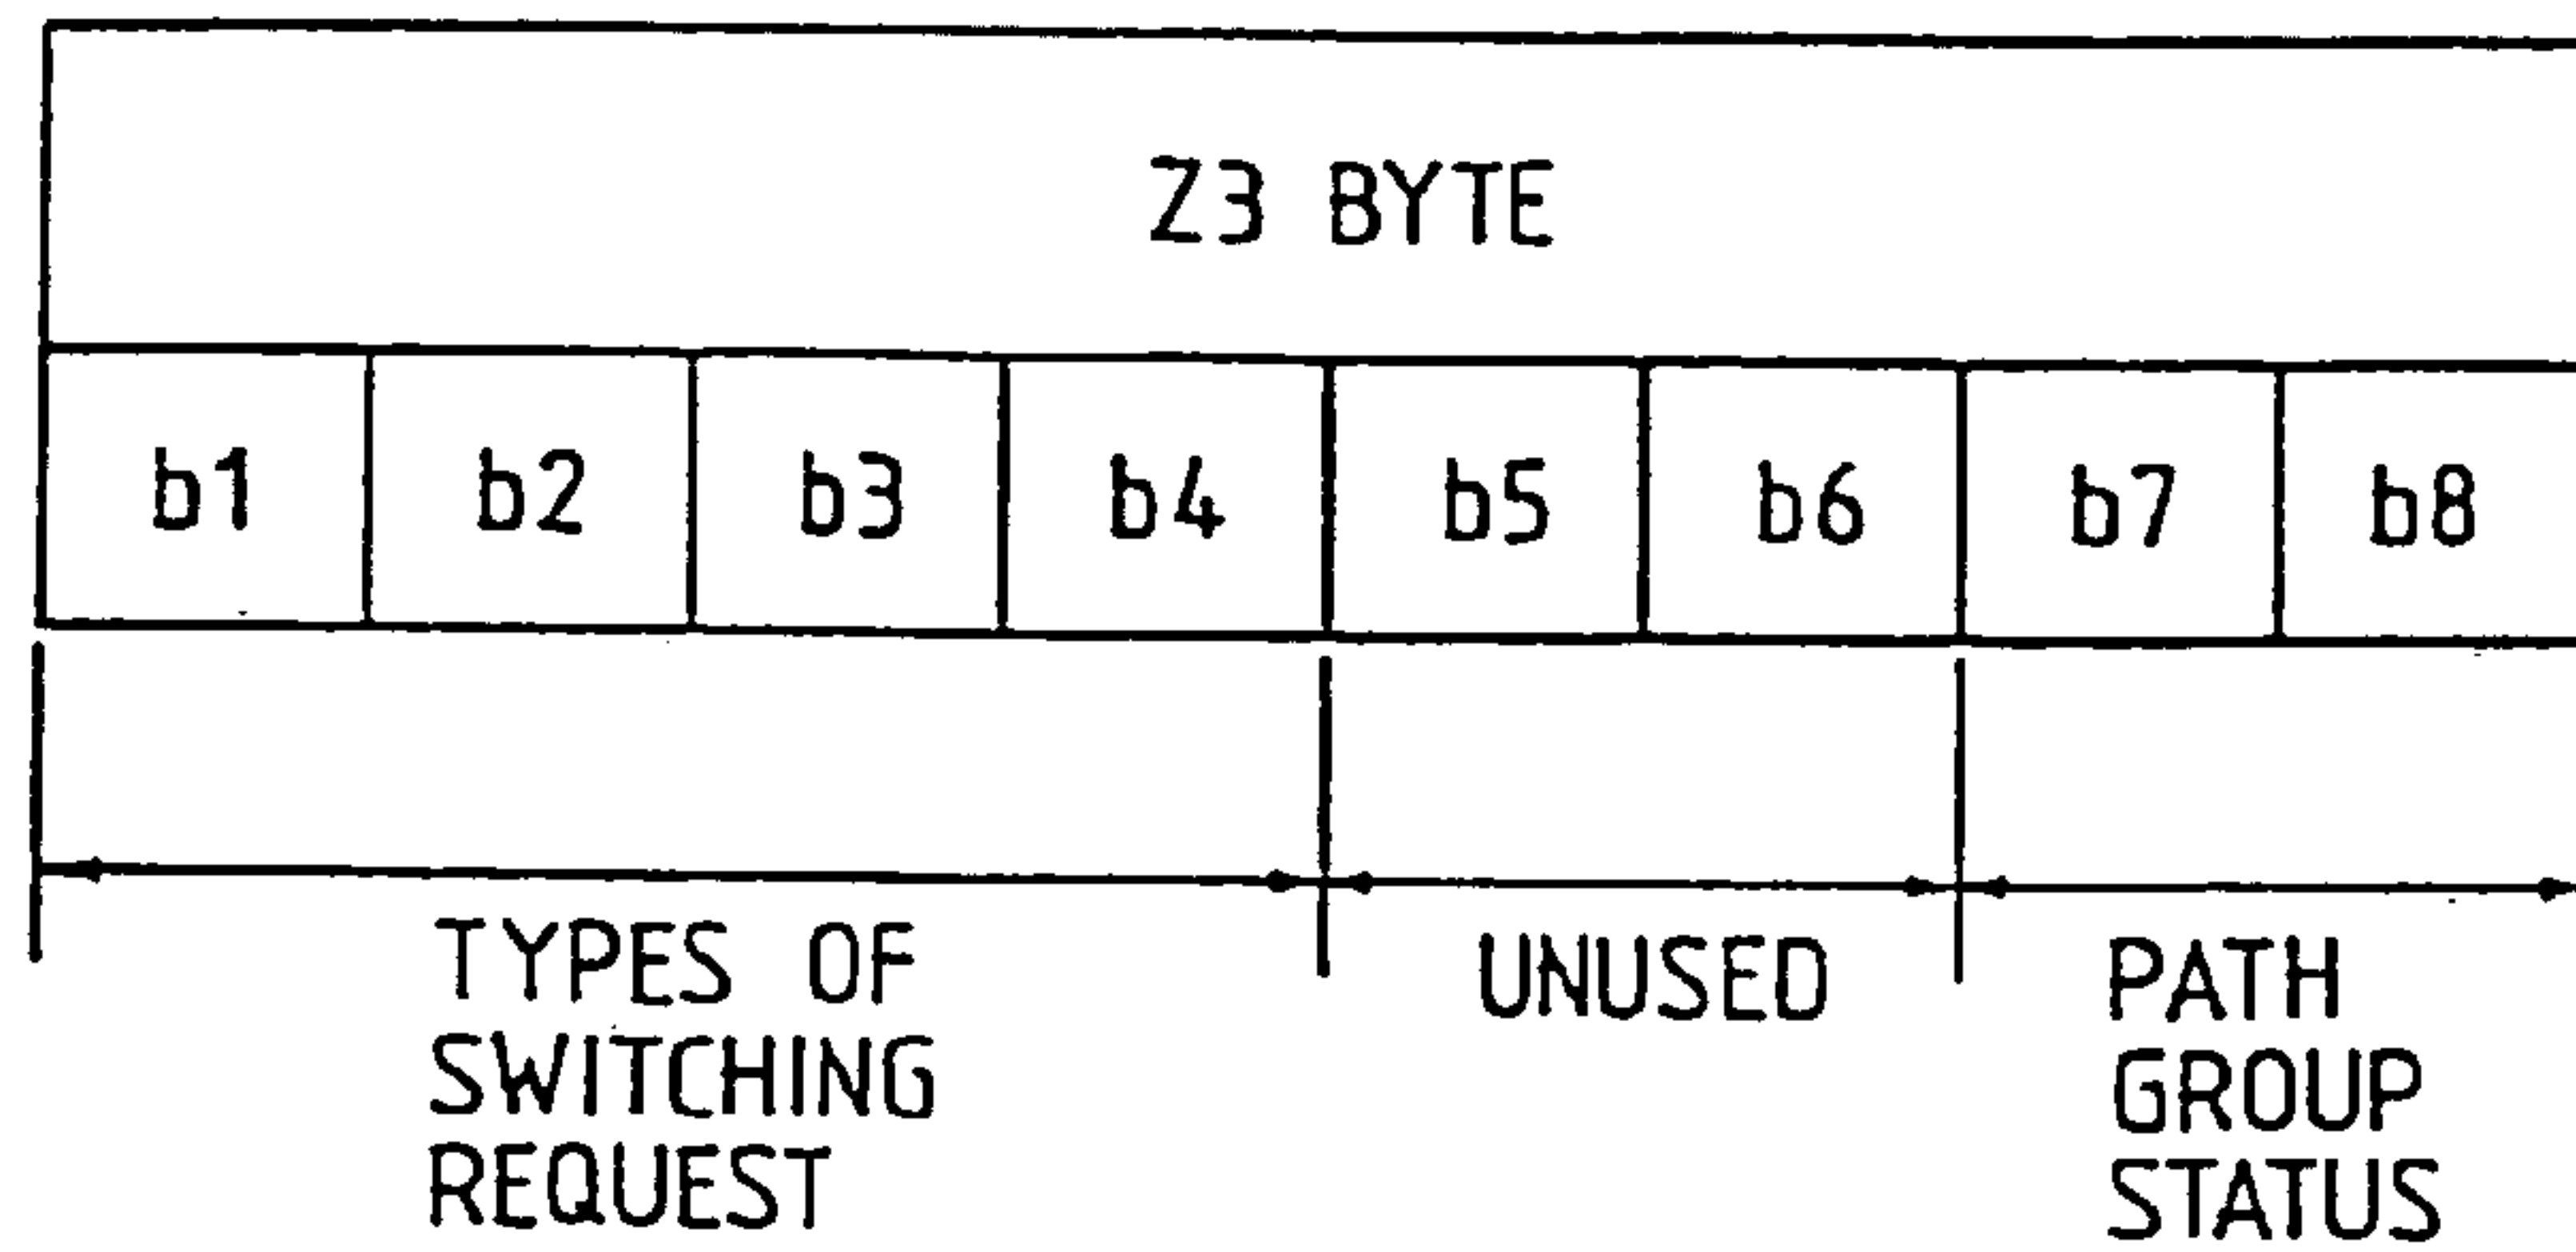 Z3 BYTE
b1 b2 b3 b4 b5 b6 b7 b8
TYPES OF
SWITCHING
REQUEST
UNUSED
PATH
GROUP
STATUS